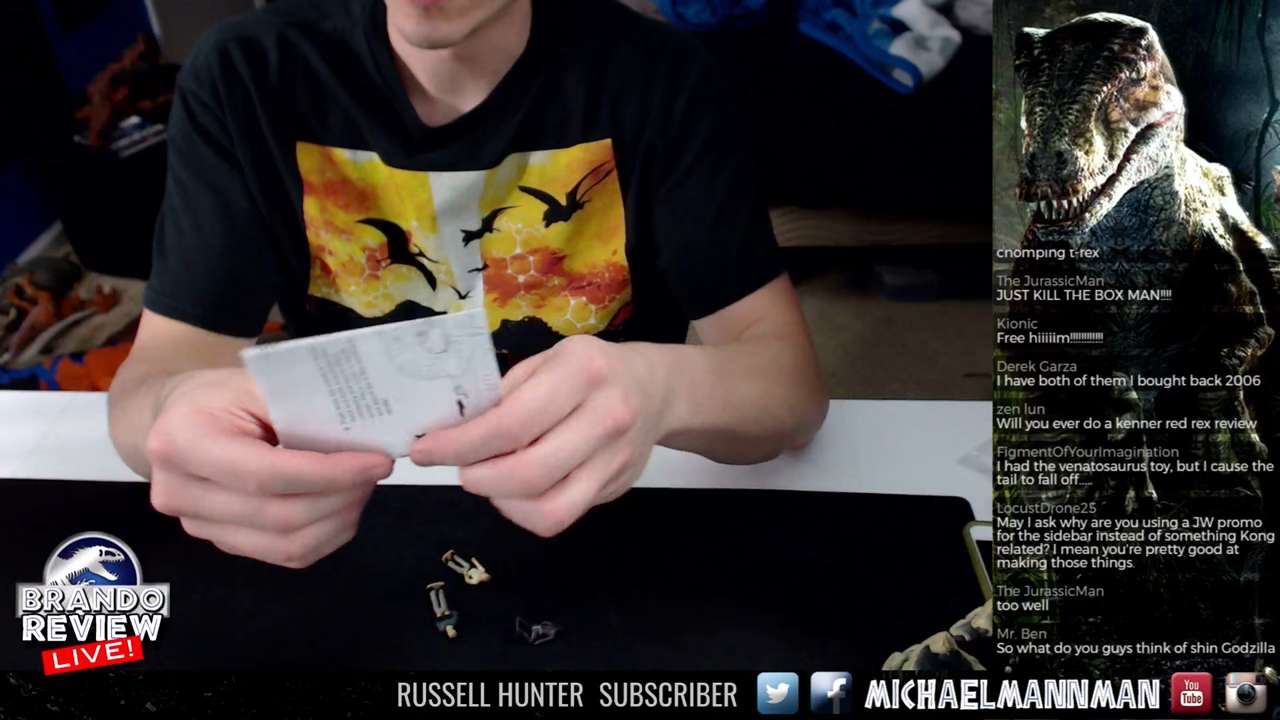 cnomping t-rex
The JurassicMan
JUST KILL THE BOX MAN!!!!
Kionic
Free hiiiiim!!!!!!!!!!!!!
Derek Garza
I have both of them I bought back 2006
zen lun
Will you ever do a kenner red rex review
FigmentOfYourImagination
I had the venatosaurus toy, but I cause the
tail to fall off.....
LocustDrone25
May I ask why are you using a JW promo
for the sidebar instead of something Kong
related? I mean you're pretty good at
making those things.
The JurassicMan
too well
Mr. Ben
So what do you guys think of shin Godzilla
BRANDO
REVIEW
LIVE!
RUSSELL HUNTER SUBSCRIBER
MICHAELMANNMAN
You
Tube